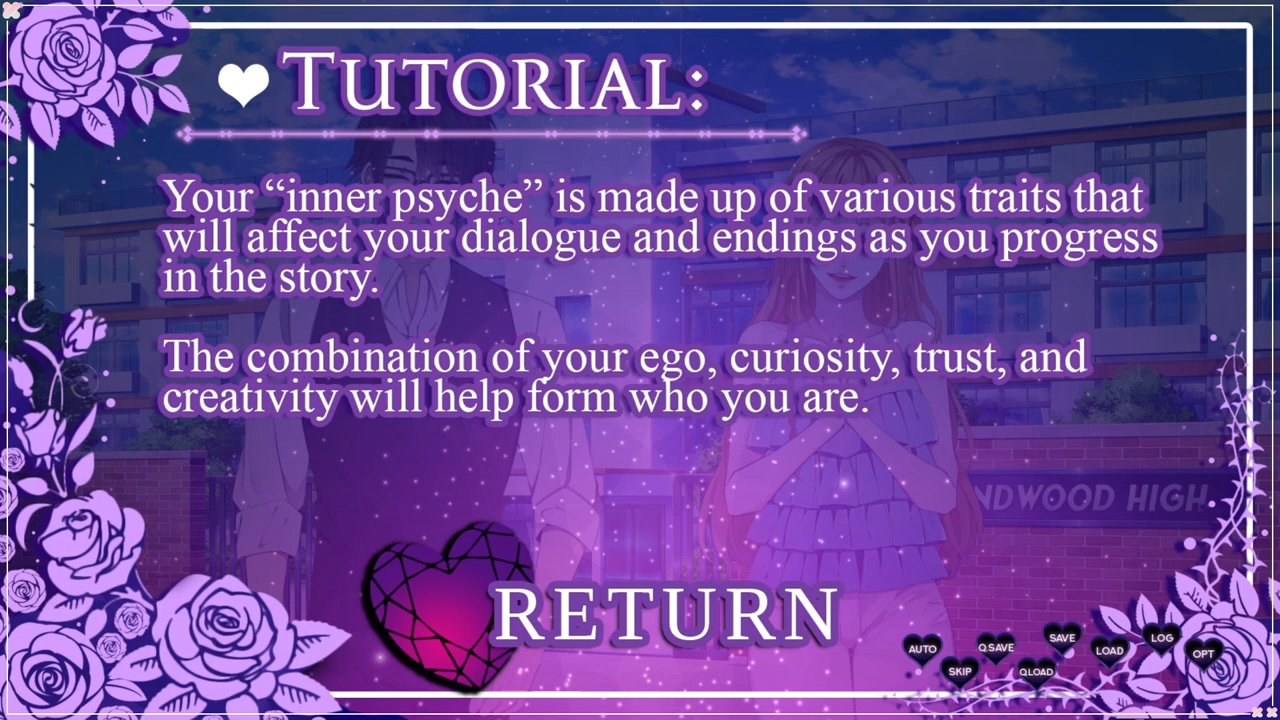 TUTORIAL:
Your “inner psyche” is made up of various traits that
will affect your dialogue and endings as you progress
in the story.
The combination of your ego, curiosity, trust, and
creativity will help form who you are.
NDWOOD HIGH
RETURN
AUTO
SKIP
Q.SAVE
QLOAD
SAVE
LOAD
LOG
OPT